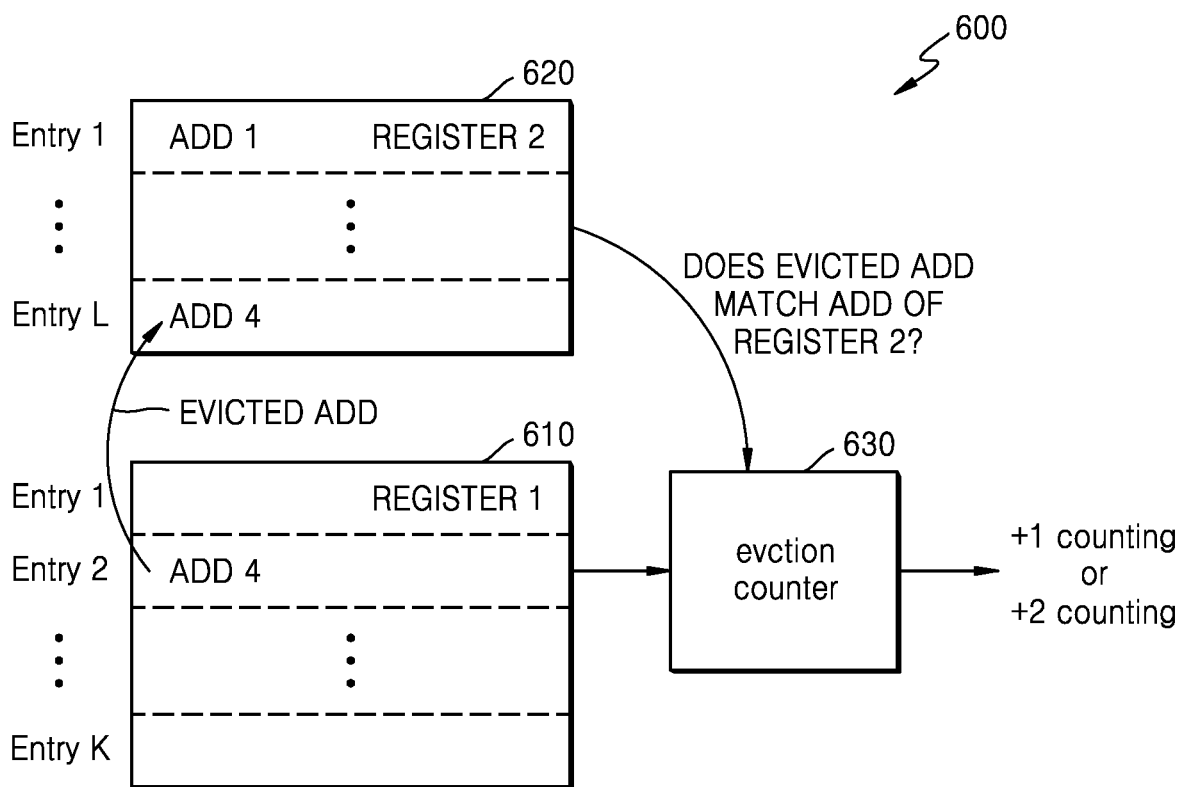 600
620
Entry 1 ADD 1 REGISTER 2
Entry L ADD 4
DOES EVICTED ADD
MATCH ADD OF
REGISTER 2?
EVICTED ADD
610
Entry 1 REGISTER 1
Entry 2 ADD 4
Entry K
630
evction
counter
+1 counting
or
+2 counting